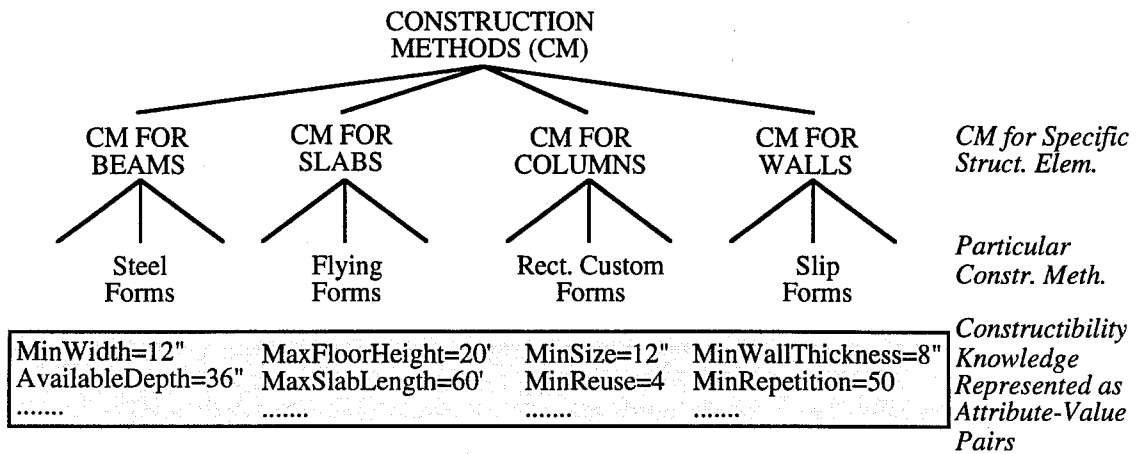 CONSTRUCTION
METHODS (CM)
CM FOR
BEAMS
CM FOR
SLABS
CM FOR
COLUMNS
CM FOR
WALLS
CM for Specific
Struct. Elem.
Steel
Forms
Flying
Forms
Rect. Custom
Forms
Slip
Forms
Particular
Constr. Meth.
MinWidth=12"
AvailableDepth=36"
.......
MaxFloorHeight=20'
MaxSlabLength=60'
.......
MinSize=12"
MinReuse=4
.......
MinWallThickness=8"
MinRepetition=50
.......
Constructibility
Knowledge
Represented as
Attribute-Value
Pairs